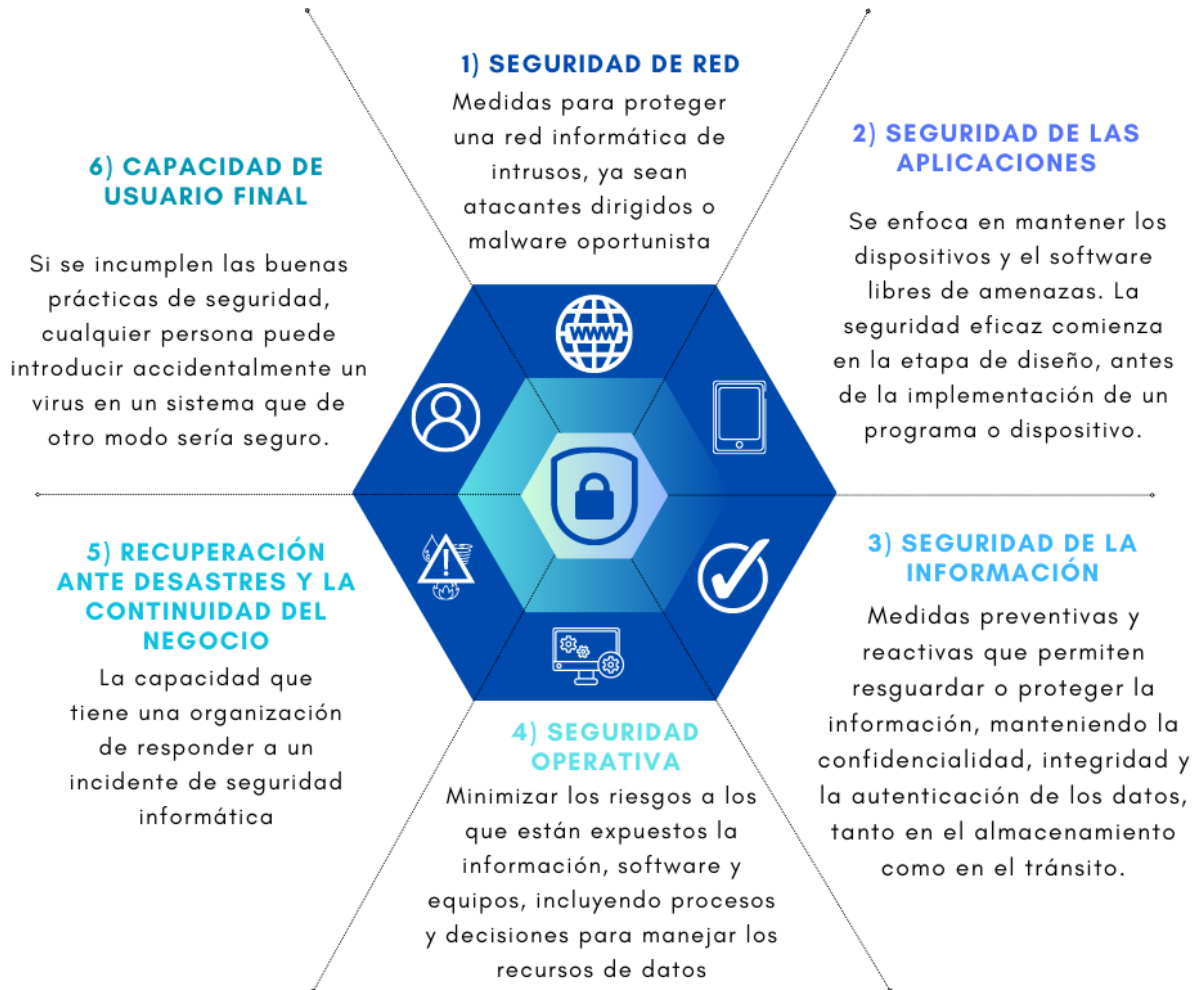 1) SEGURIDAD DE RED
Medidas para proteger
una red informática de
intrusos, ya sean
atacantes dirigidos o
malware oportunista
2) SEGURIDAD DE LAS
APLICACIONES
Se enfoca en mantener los
dispositivos y el software
libres de amenazas. La
seguridad eficaz comienza
en la etapa de diseño, antes
de la implementación de un
programa o dispositivo.
3) SEGURIDAD DE LA
INFORMACIÓN
Medidas preventivas y
reactivas que permiten
resguardar o proteger la
información, manteniendo la
confidencialidad, integridad y
la autenticación de los datos,
tanto en el almacenamiento
como en el tránsito.
4) SEGURIDAD
OPERATIVA
Minimizar los riesgos a los
que están expuestos la
información, software y
equipos, incluyendo procesos
y decisiones para manejar los
recursos de datos
5) RECUPERACIÓN
ANTE DESASTRES Y LA
CONTINUIDAD DEL
NEGOCIO
La capacidad que
tiene una organización
de responder a un
incidente de seguridad
informática
6) CAPACIDAD DE
USUARIO FINAL
Si se incumplen las buenas
prácticas de seguridad,
cualquier persona puede
introducir accidentalmente un
virus en un sistema que de
otro modo sería seguro.
WWW